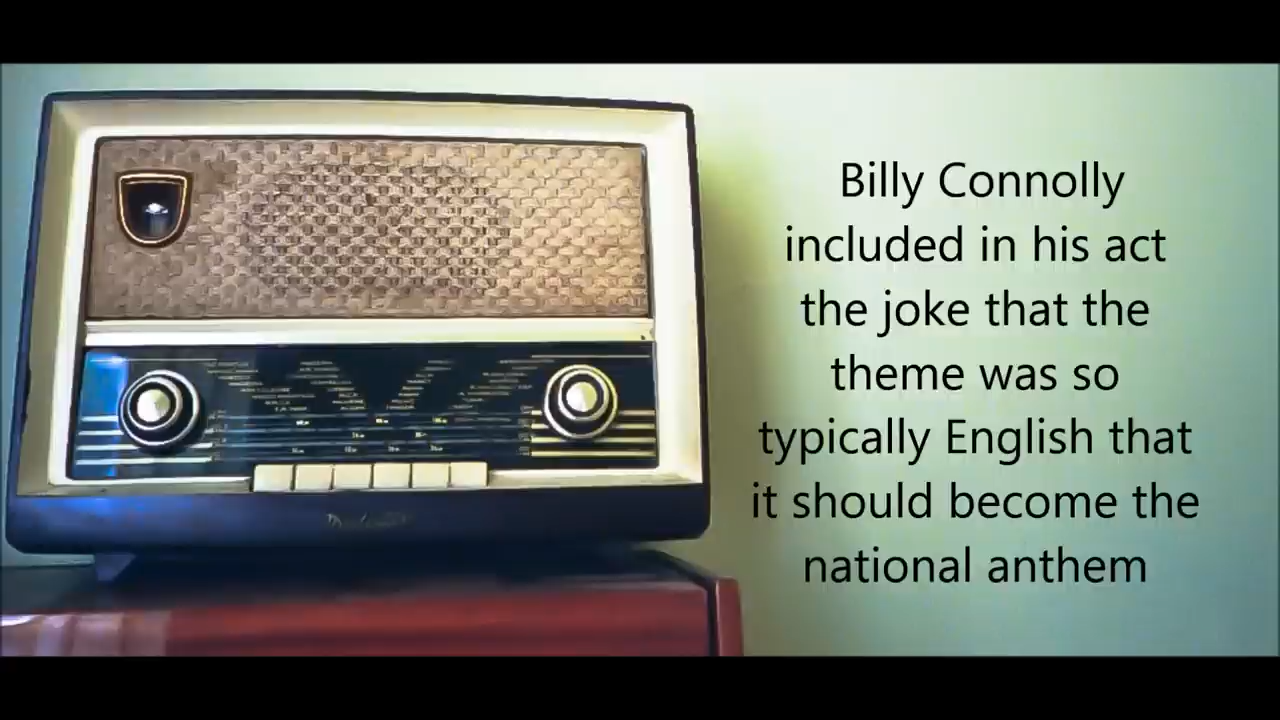 Billy Connolly
included in his act
the joke that the
theme was so
typically English that
it should become the
national anthem